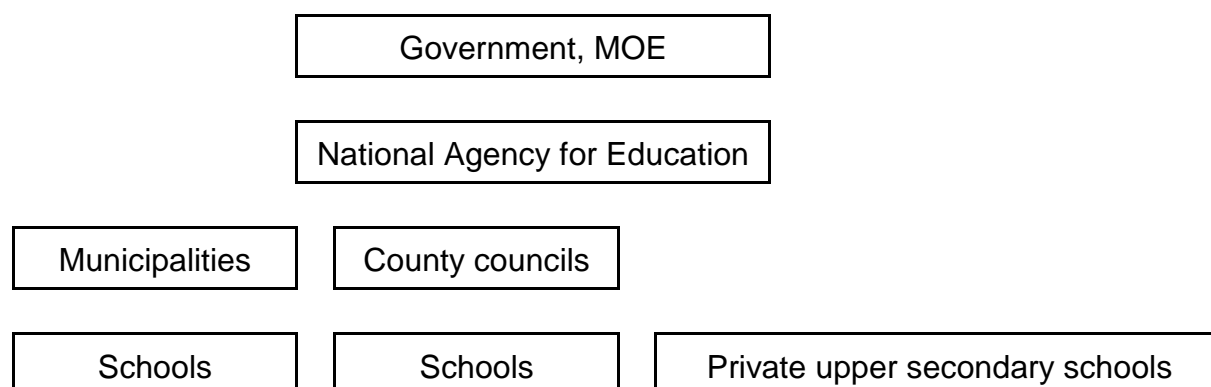 Government, MOE
National Agency for Education
Municipalities
County councils
Schools
Schools
Private upper secondary schools